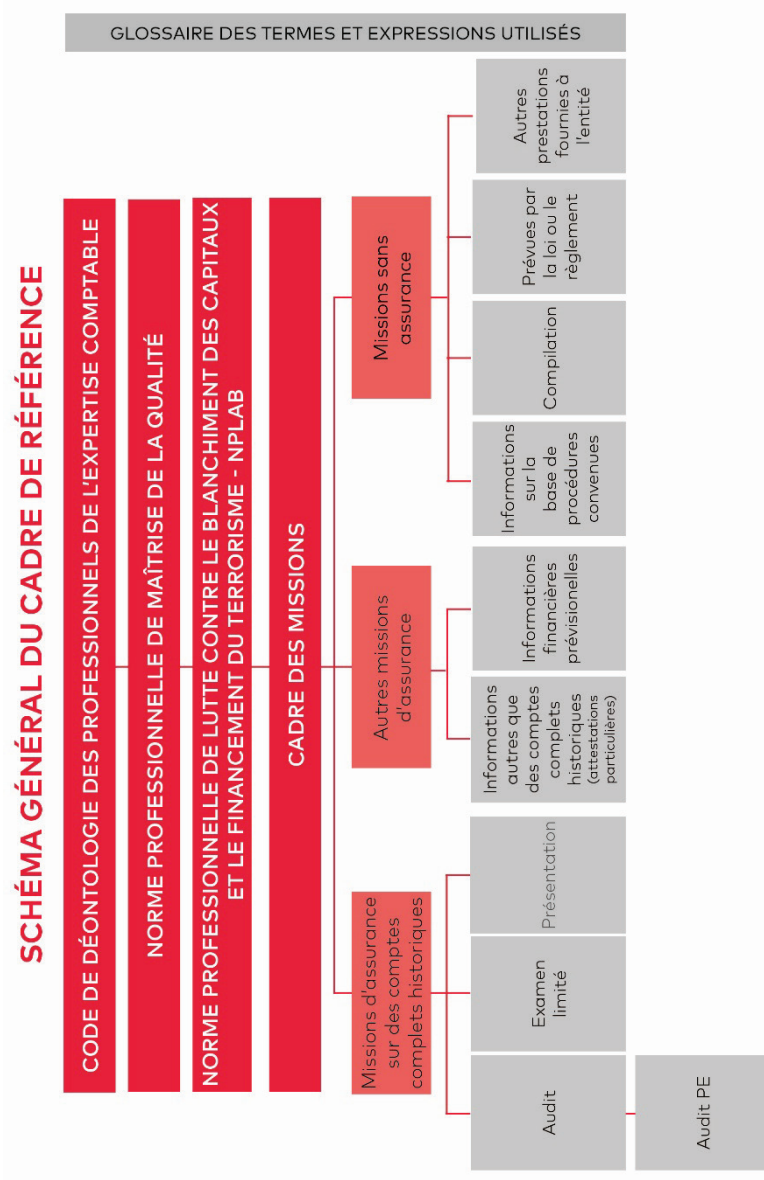 SCHÉMA GÉNÉRAL DU CADRE DE RÉFÉRENCE
CODE DE DÉONTOLOGIE DES PROFESSIONNELS DE L'EXPERTISE COMPTABLE
NORME PROFESSIONNELLE DE MAÎTRISE DE LA QUALITÉ
NORME PROFESSIONNELLE DE LUTTE CONTRE LE BLANCHIMENT DES CAPITAUX
ET LE FINANCEMENT DU TERRORISME - NPLAB
CADRE DES MISSIONS
Missions d'assurance
sur des comptes
complets historiques
Autres missions
d'assurance
Missions sans
assurance
Audit
Examen
limité
Présentation
Informations
autres que
des comptes
complets
historiques
(attestations
particulières)
Informations
financières
prévisionelles
Informations
sur la
base de
procédures
convenues
Compilation
Prévues par
la loi ou le
règlement
Autres
prestations
fournies à
l'entité
Audit PE
GLOSSAIRE DES TERMES ET EXPRESSIONS UTILISÉS